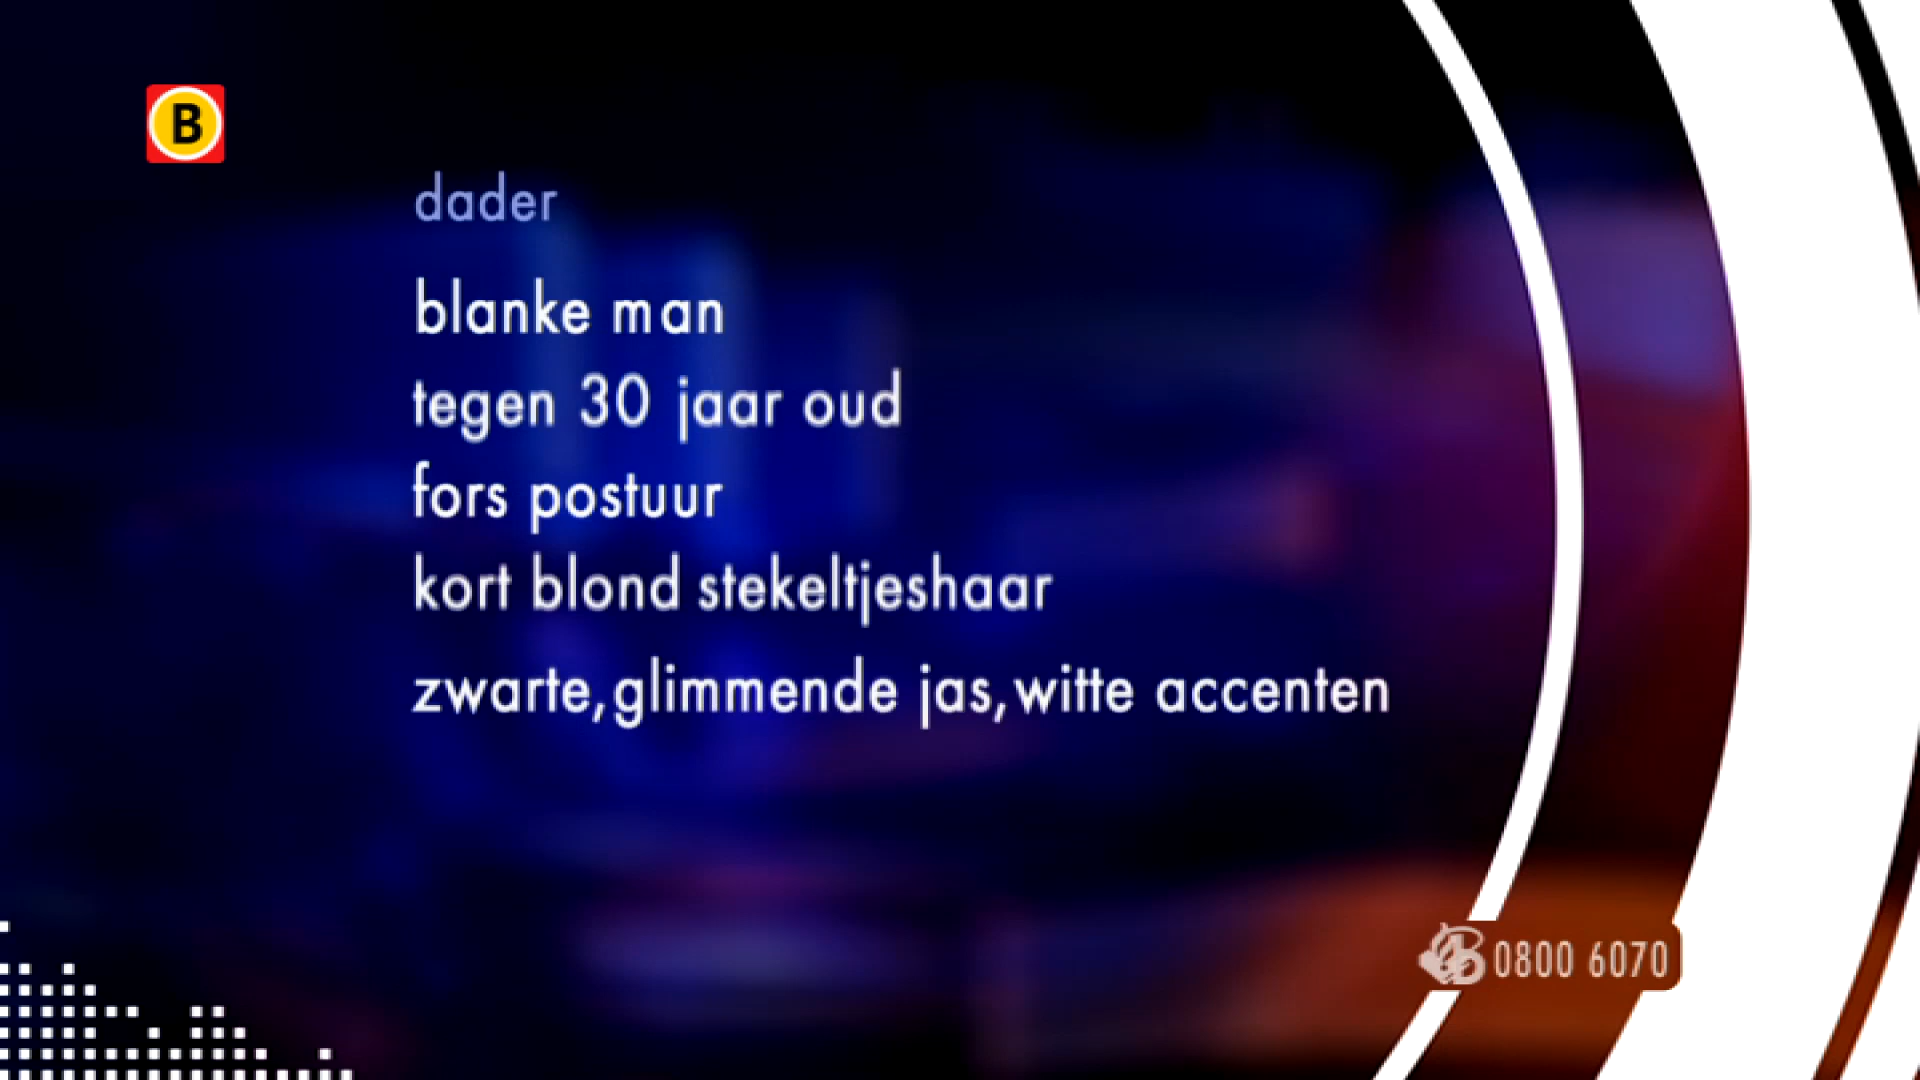 B
dader
blanke man
tegen 30 jaar oud
fors postuur
kort blond stekeltjeshaar
zwarte, glimmende jas, witte accenten
0800 6070